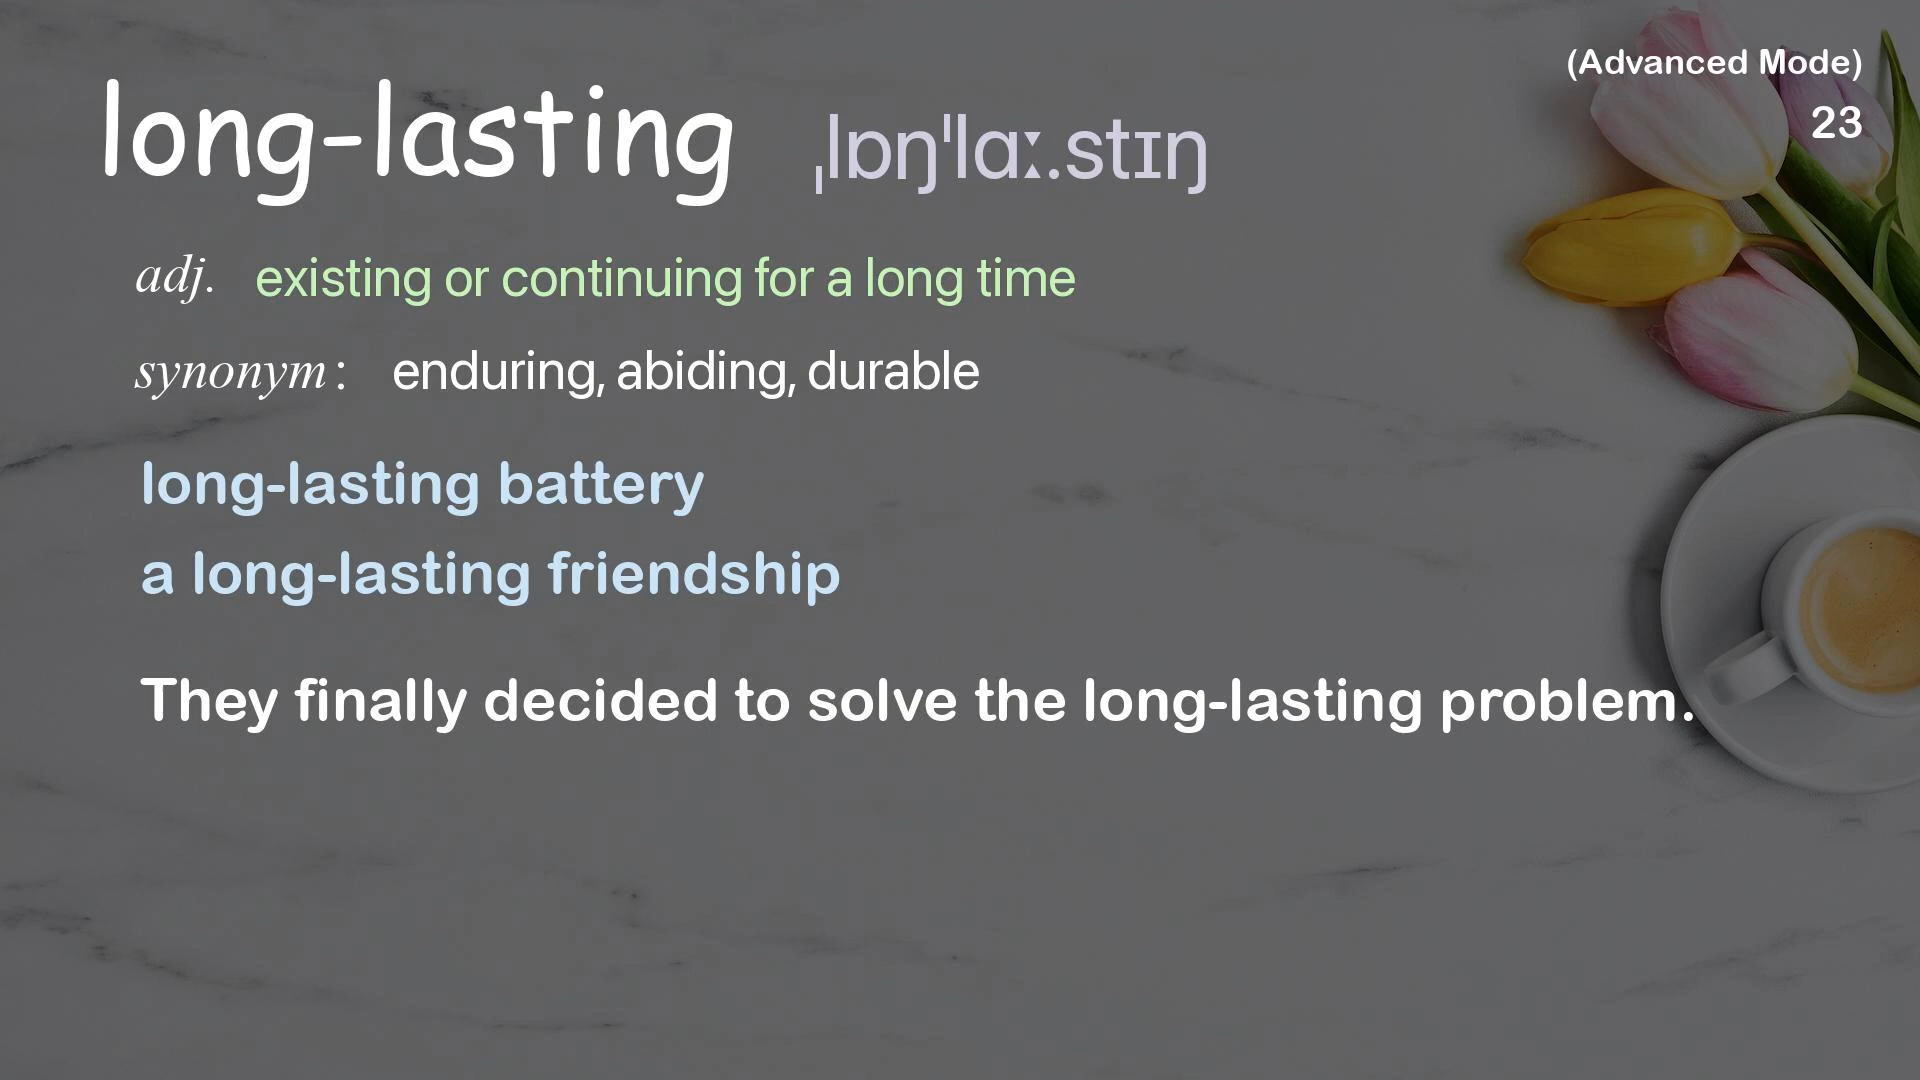 (Advanced Mode)
23
long-lasting ˌlɒŋˈlɑː.stɪŋ
adj. existing or continuing for a long time
synonym: enduring, abiding, durable
long-lasting battery
a long-lasting friendship
They finally decided to solve the long-lasting problem.